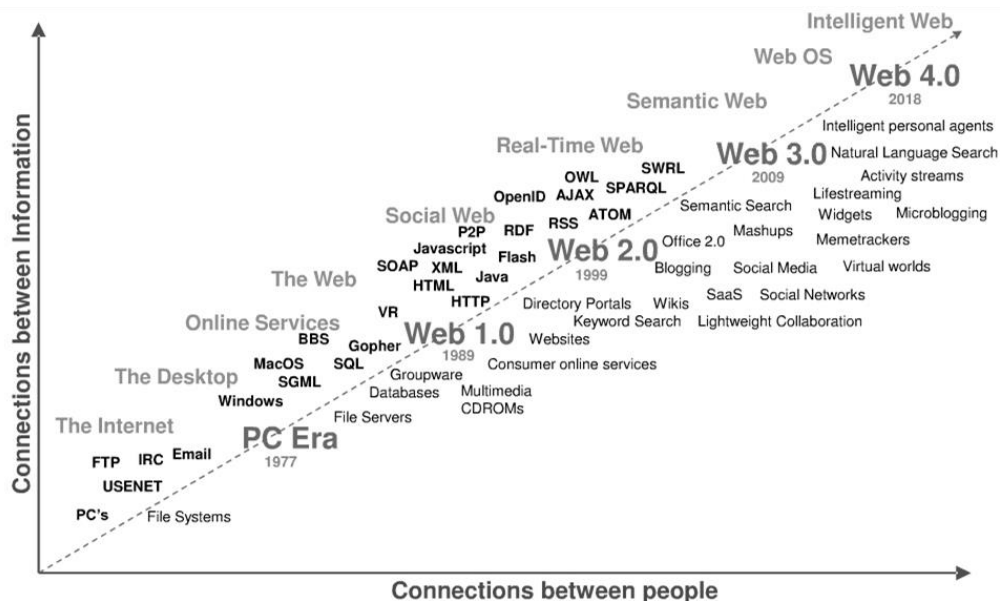 Intelligent Web
Web OS
Web 4.0
2018
Semantic Web
Intelligent personal agents
Real-Time Web
Web 3.0
2009
Natural Language Search
SWRL
OWL
Activity streams
SPARQL
OpenID
AJAX
Lifestreaming
Semantic Search
Social Web
ATOM
Widgets
Microblogging
RSS
P2P
RDF
Mashups
Office 2.0
Memetrackers
Javascript
Web 2.0
1999
Flash
SOAP
XML
Blogging
Social Media
Virtual worlds
The Web
Java
HTML
SaaS
Social Networks
HTTP
Directory Portals
Wikis
VR
Keyword Search
Lightweight Collaboration
Online Services
Web 1.0
1989
BBS
Websites
Gopher
MacOS
SQL
Consumer online services
The Desktop
SGML
Groupware
Databases
Multimedia
CDROMs
Windows
File Servers
The Internet
PC Era
1977
FTP
IRC
Email
USENET
PC's
File Systems
Connections between Information
Connections between people